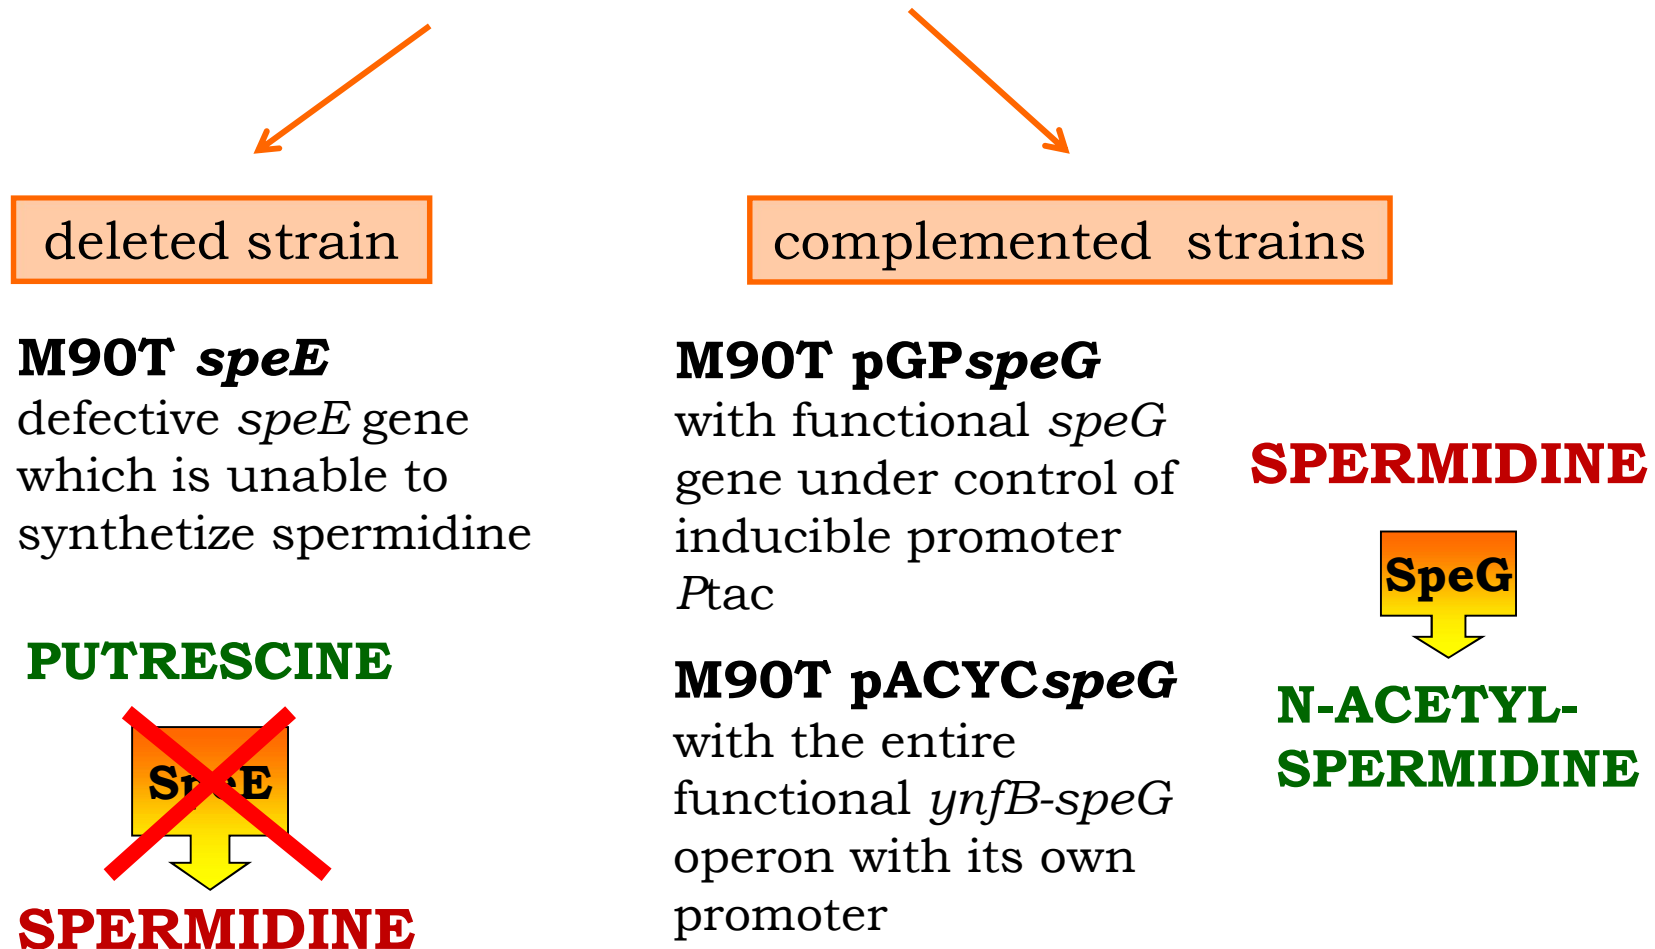 deleted strain
M90T speE
defective speE gene
which is unable to
synthetize spermidine
PUTRESCINE
SpeE
SPERMIDINE
complemented strains
M90T pGPspeG
with functional speG
gene under control of
inducible promoter
Ptac
M90T pACYCspeG
with the entire
functional ynfB-speG
operon with its own
promoter
SPERMIDINE
SpeG
N-ACETYL-
SPERMIDINE